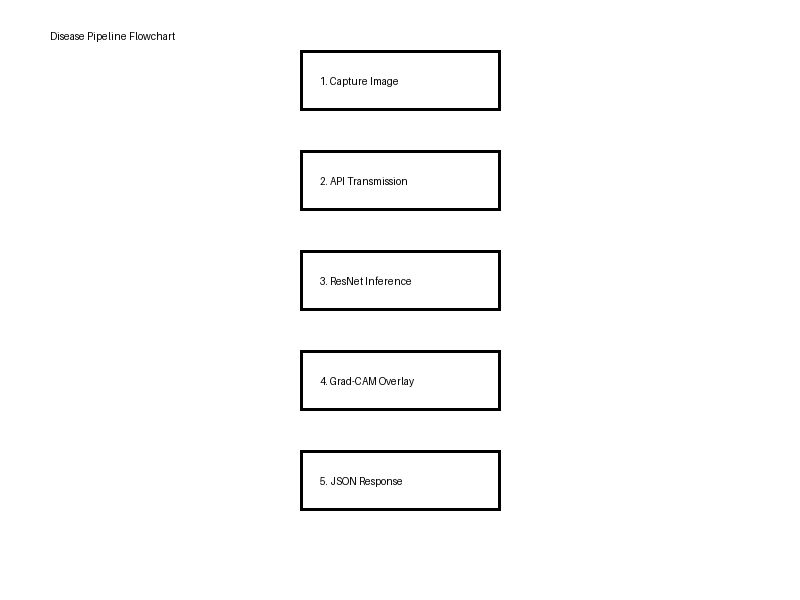 Disease Pipeline Flowchart
1. Capture Image
2. API Transmission
3. ResNet Inference
4. Grad-CAM Overlay
5. JSON Response